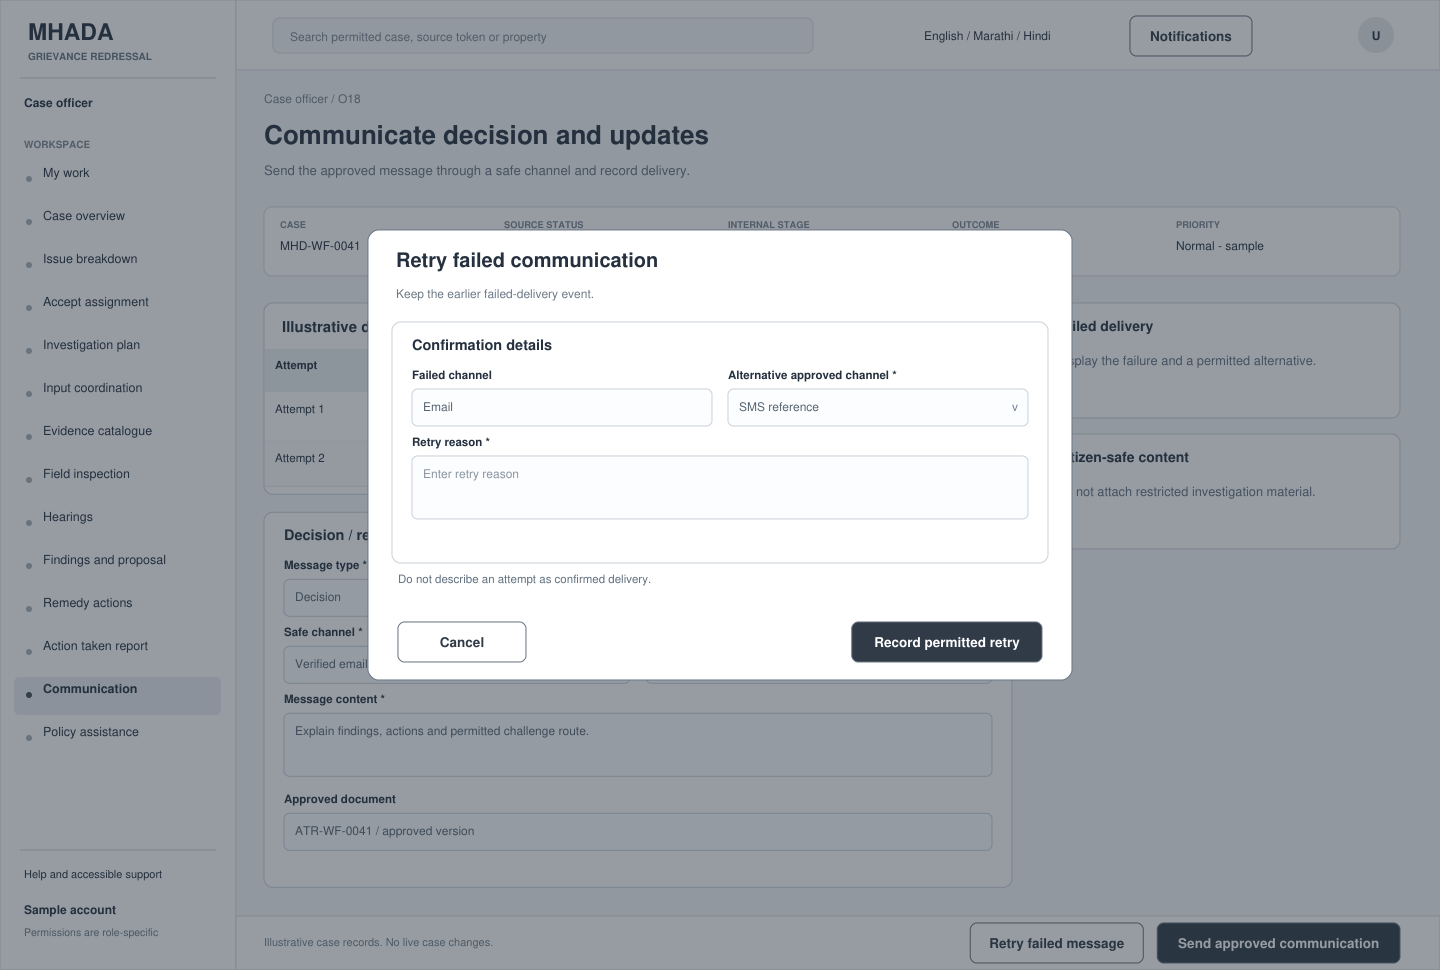 MHADA
GRIEVANCE REDRESSAL
Case officer
WORKSPACE
My work
Case overview
Issue breakdown
Accept assignment
Investigation plan
Input coordination
Evidence catalogue
Field inspection
Hearings
Findings and proposal
Remedy actions
Action taken report
Communication
Policy assistance
Help and accessible support
Sample account
Permissions are role-specific
Search permitted case, source token or property
English / Marathi / Hindi
Notifications
U
Case officer / O18
Communicate decision and updates
Send the approved message through a safe channel and record delivery.
CASE
SOURCE STATUS
INTERNAL STAGE
OUTCOME
PRIORITY
MHD-WF-0041
Normal - sample
Illustrative
Attempt
Attempt 1
Attempt 2
delivery
the failure and a permitted alternative.
content
not attach restricted investigation material.
Retry failed communication
Keep the earlier failed-delivery event.
Confirmation details
Failed channel
Alternative approved channel *
Email
SMS reference
v
Retry reason *
Enter retry reason
Do not describe an attempt as confirmed delivery.
Cancel
Record permitted retry
Decision /
Message type *
Decision
Safe channel *
Verified email
Message content *
Explain findings, actions and permitted challenge route.
Approved document
ATR-WF-0041 / approved version
Illustrative case records. No live case changes.
Retry failed message
Send approved communication